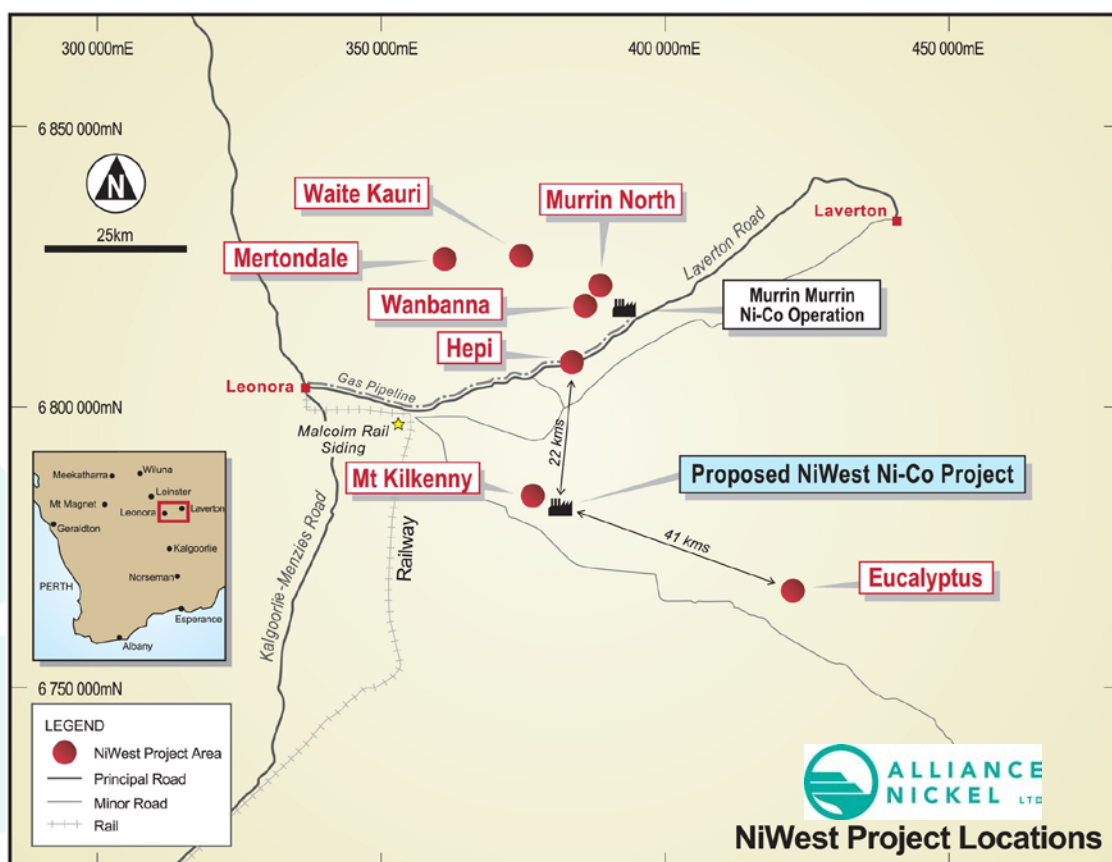 300 000mE
350 000mE
400 000mE
450 000mE
6 850 000mN
N
25km
Waite Kauri
Murrin North
Mertondale
Laverton
Laverton Road
Wanbanna
Murrin Murrin
Ni-Co Operation
Hepi
Gas Pipeline
Leonora
6 800 000mN
Malcolm Rail
Siding
22 kms
Mt Kilkenny
Proposed NiWest Ni-Co Project
41 kms
Eucalyptus
Kalgoorlie-Menzies Road
Railway
Meekatharra
Wiluna
Leinster
Mt Magnet
Leonora
Laverton
Geraldton
Kalgoorlie
PERTH
Norseman
Esperance
Albany
6 750 000mN
LEGEND
NiWest Project Area
Principal Road
Minor Road
Rail
ALLIANCE
NICKEL LTD
NiWest Project Locations